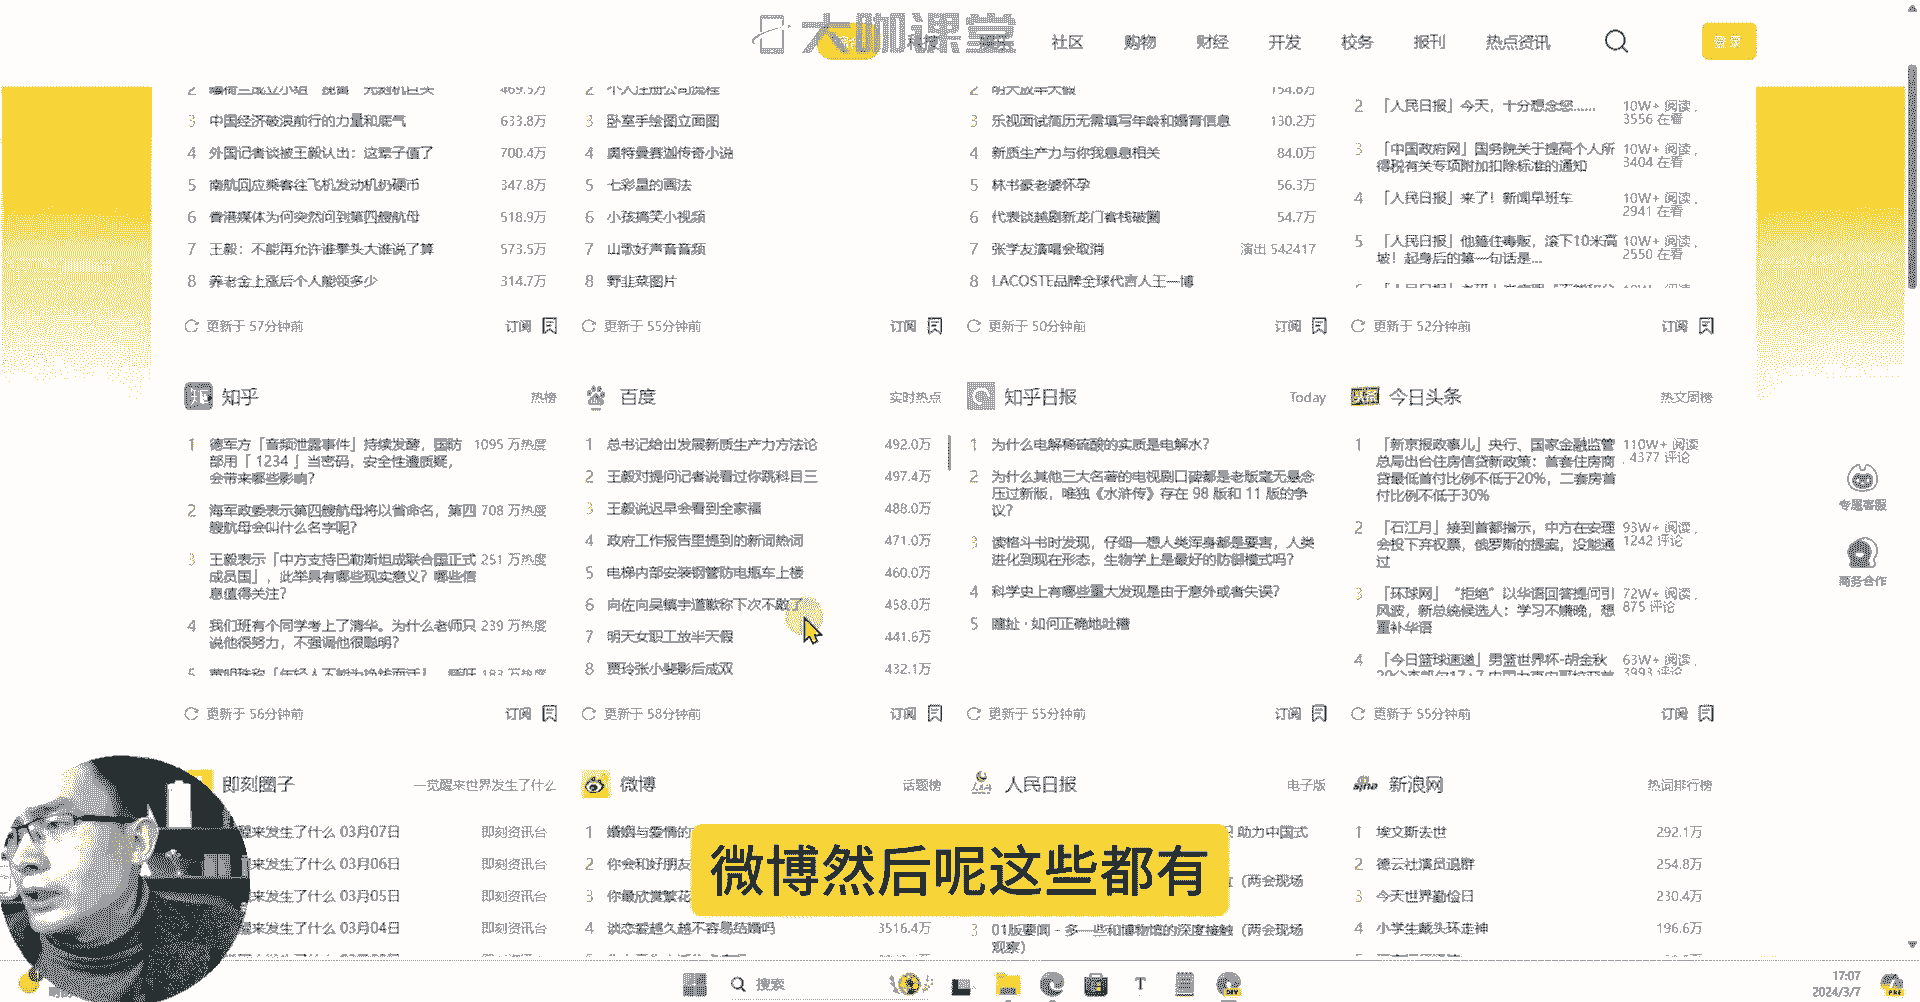 大咖课堂
社区
购物
财经
开发
校务
报刊
热点资讯
登录
3 中国经济破浪前行的力量和底气 633.8万
4 外国记者谈被王毅认出：这辈子值了 700.4万
5 南航回应乘客往飞机发动机扔硬币 347.8万
6 香港媒体为何突然问到第四艘航母 518.9万
7 王毅：不能再允许谁拳头大谁说了算 573.5万
8 养老金上涨后个人能领多少 314.7万
更新于 57分钟前 订阅
2 个人注册公司流程
3 卧室手绘图立面图
4 奥特曼赛迦传奇小说
5 七彩星的画法
6 小孩搞笑小视频
7 山歌好声音音频
8 野韭菜图片
更新于 55分钟前 订阅
2 明天放半天假 154.8万
3 乐视面试简历无需填写年龄和婚育信息 130.2万
4 新质生产力与你我息息相关 84.0万
5 林书豪老婆怀孕 56.3万
6 代表谈越剧新龙门客栈破圈 54.7万
7 张学友演唱会取消 演出 542417
8 LACOSTE品牌全球代言人王一博
更新于 50分钟前 订阅
2 「人民日报」今天，十分想念您…… 10W+ 阅读，
3556 在看
3 「中国政府网」国务院关于提高个人所 10W+ 阅读，
得税有关专项附加扣除标准的通知 3404 在看
4 「人民日报」来了！新闻早班车 10W+ 阅读，
2941 在看
5 「人民日报」他箍住毒贩，滚下10米高 10W+ 阅读，
坡！起身后的第一句话是... 2550 在看
更新于 52分钟前 订阅
知乎 热榜
1 德军方「音频泄露事件」持续发酵，国防 1095 万热度
部用「 1234 」当密码，安全性遭质疑，
会带来哪些影响？
2 海军政委表示第四艘航母将以省命名，第四 708 万热度
艘航母会叫什么名字呢？
3 王毅表示「中方支持巴勒斯坦成联合国正式 251 万热度
成员国」，此举具有哪些现实意义？哪些信
息值得关注？
4 我们班有个同学考上了清华。为什么老师只 239 万热度
说他很努力，不强调他很聪明？
更新于 56分钟前 订阅
百度 实时热点
1 总书记给出发展新质生产力方法论 492.0万
2 王毅对提问记者说看过你跳科目三 497.4万
3 王毅说迟早会看到全家福 488.0万
4 政府工作报告里提到的新词热词 471.0万
5 电梯内部安装钢管防电瓶车上楼 460.0万
6 向佐向吴镇宇道歉称下次不敢了 458.0万
7 明天女职工放半天假 441.6万
8 贾玲张小斐影后成双 432.1万
更新于 58分钟前 订阅
知乎日报 Today
1 为什么电解稀硫酸的实质是电解水？
2 为什么其他三大名著的电视剧口碑都是老版毫无悬念
压过新版，唯独《水浒传》存在 98 版和 11 版的争
议？
3 读格斗书时发现，仔细一想人类浑身都是要害，人类
进化到现在形态，生物学上是最好的防御模式吗？
4 科学史上有哪些重大发现是由于意外或者失误？
5 瞎扯 · 如何正确地吐槽
更新于 55分钟前 订阅
今日头条 热文周榜
1 「新京报政事儿」央行、国家金融监管 110W+ 阅读
总局出台住房信贷新政策：首套住房商 , 4377 评论
贷最低首付比例不低于20%，二套房首
付比例不低于30%
2 「石江月」接到首都指示，中方在安理 93W+ 阅读，
会投下弃权票，俄罗斯的提案，没能通 1242 评论
过
3 「环球网」 “拒绝” 以华语回答提问引 72W+ 阅读，
风波，新总统候选人：学习不嫌晚，想 875 评论
重补华语
4 「今日篮球速递」男篮世界杯-胡金秋 63W+ 阅读，
3993 评论
更新于 55分钟前 订阅
专题客服
商务合作
即刻圈子 一觉醒来世界发生了什么
醒来发生了什么 03月07日 即刻资讯台
来发生了什么 03月06日 即刻资讯台
来发生了什么 03月05日 即刻资讯台
来发生了什么 03月04日 即刻资讯台
微博 话题榜
1 婚姻与爱情的
2 你会和好朋友
3 你最欣赏繁花
4 谈恋爱越久越不容易结婚吗 3516.4万
人民日报 电子版
助力中国式
（两会现场
3 01版要闻 - 多一些和博物馆的深度接触（两会现场
观察）
新浪网 热词排行榜
1 埃文斯去世 292.1万
2 德云社演员退群 254.8万
3 今天世界勤俭日 230.4万
4 小学生戴头环走神 196.6万
微博然后呢这些都有
搜索
17:07
2024/3/7